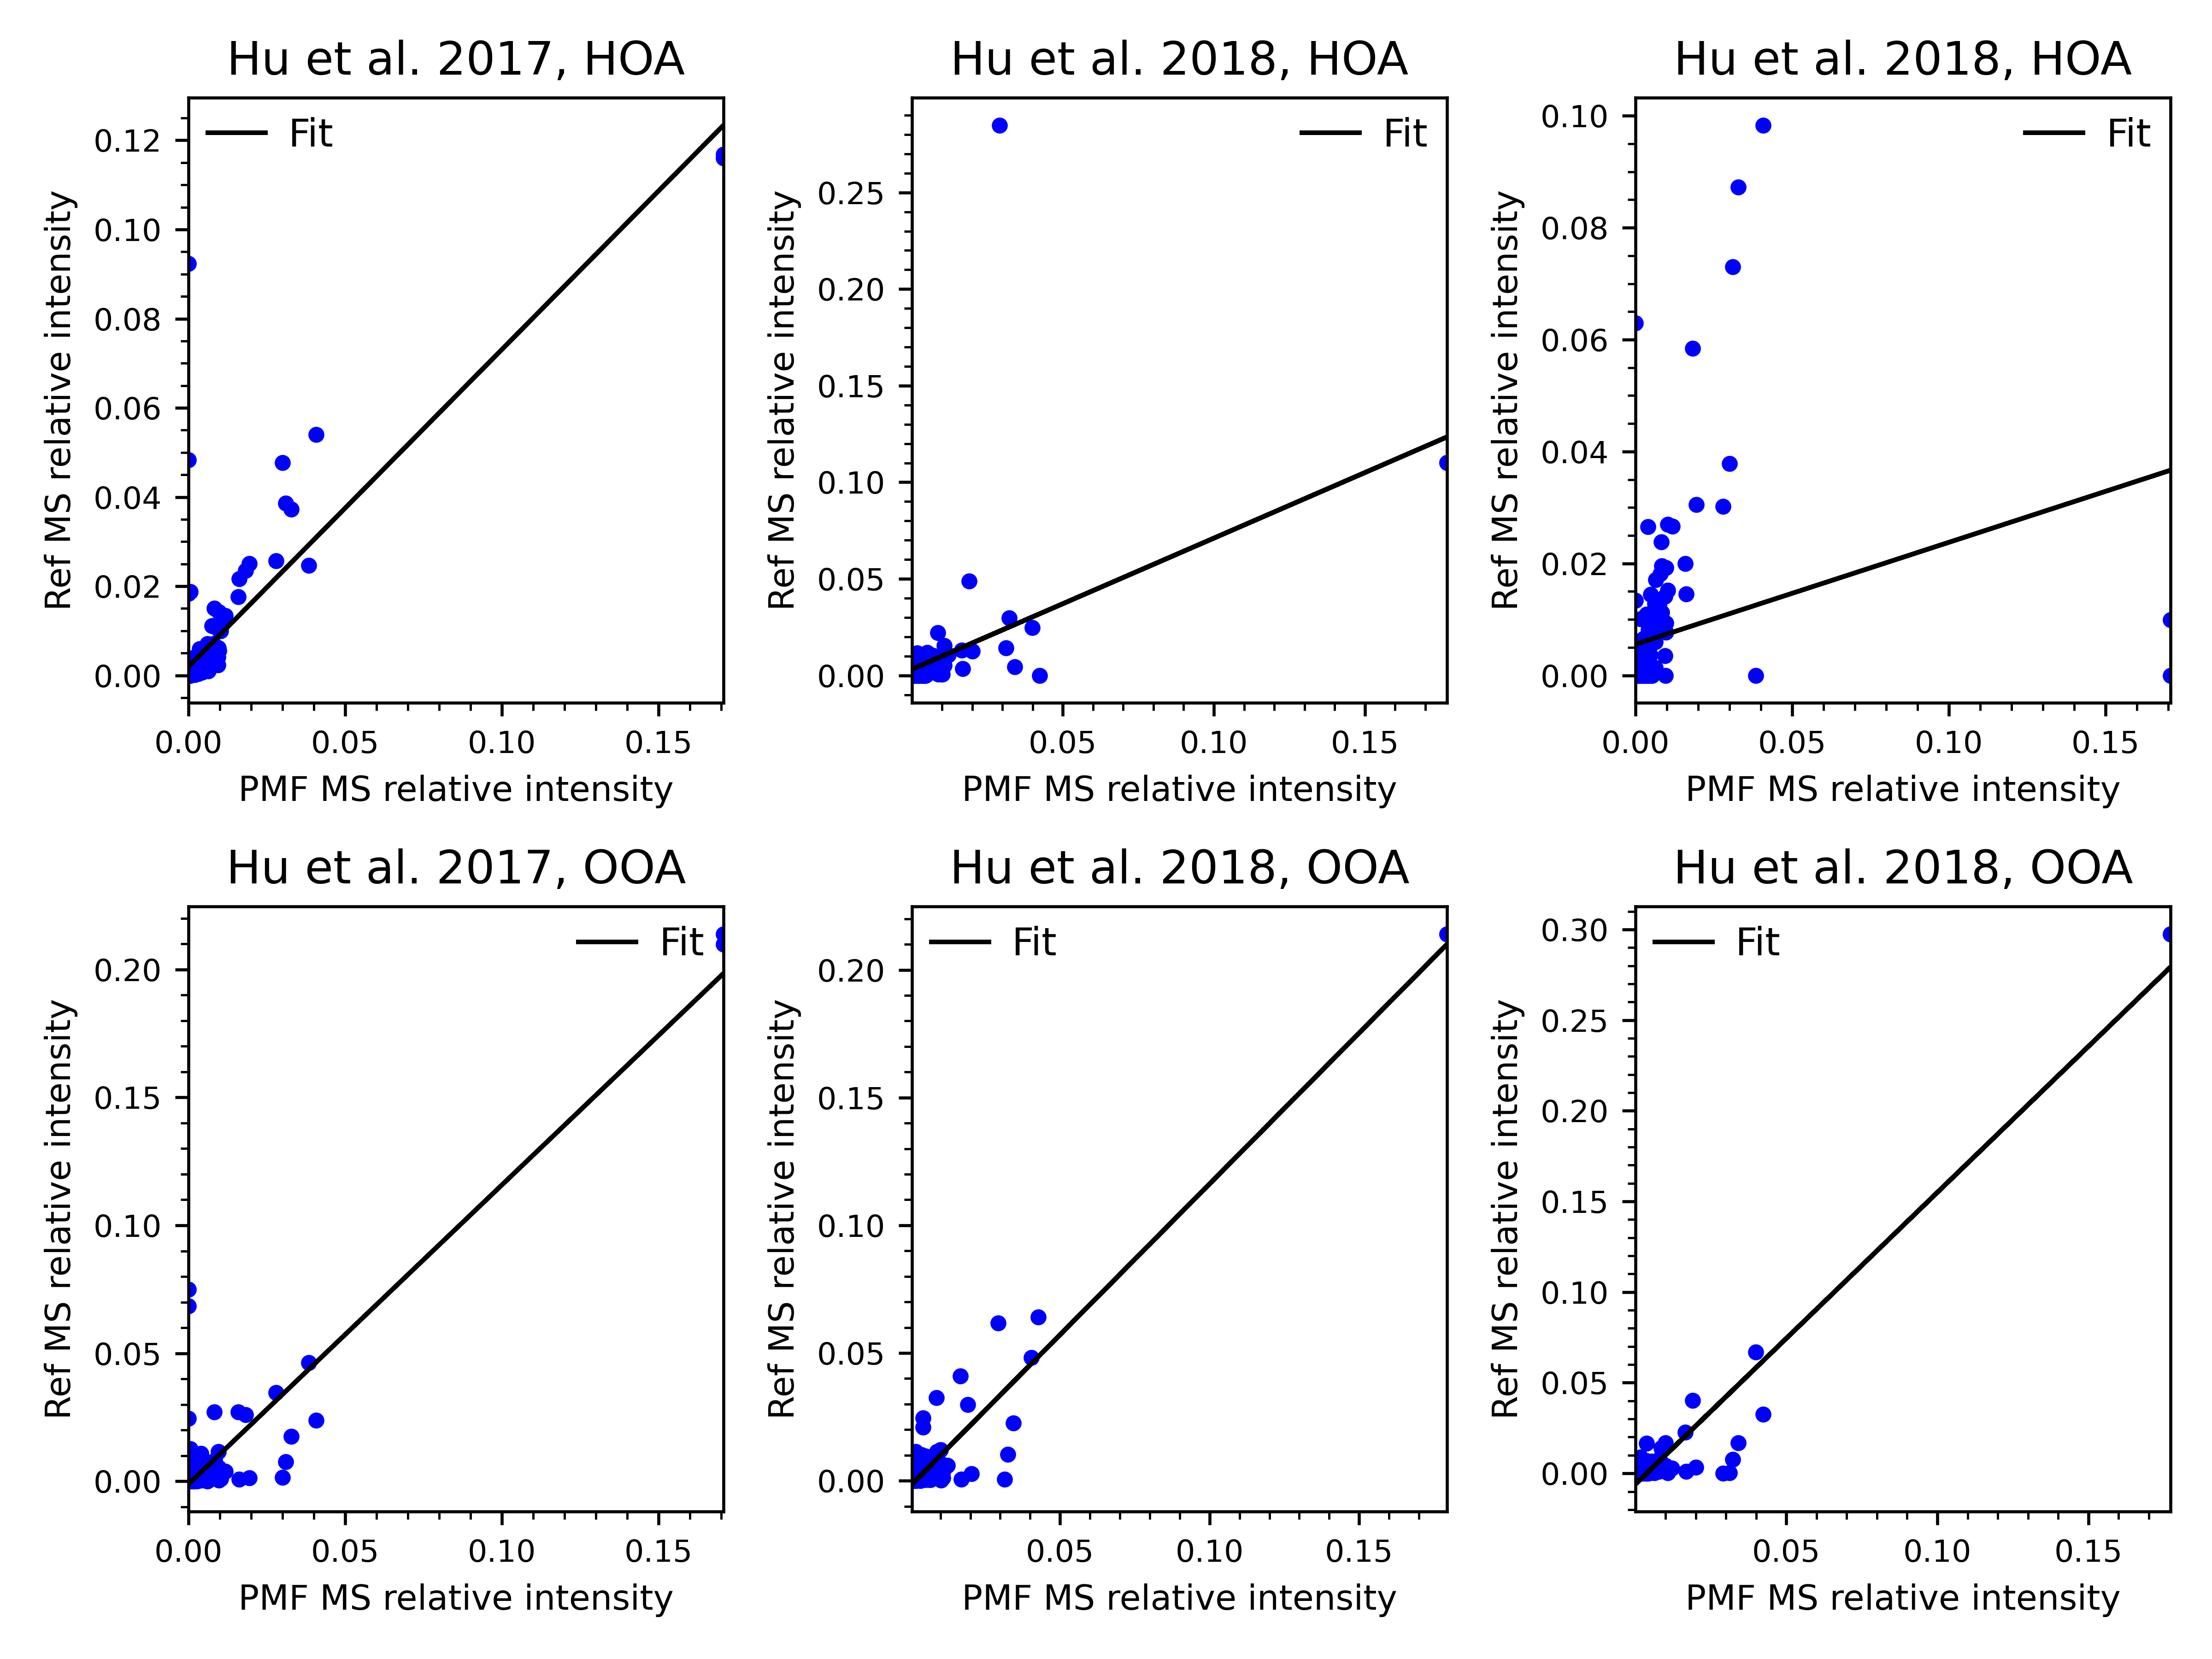 Hu et al. 2017, HOA
Fit
0.12
0.10
0.08
0.06
0.04
0.02
0.00
Ref MS relative intensity
0.00 0.05 0.10 0.15
PMF MS relative intensity
Hu et al. 2018, HOA
Fit
0.25
0.20
0.15
0.10
0.05
0.00
Ref MS relative intensity
0.05 0.10 0.15
PMF MS relative intensity
Hu et al. 2018, HOA
Fit
0.10
0.08
0.06
0.04
0.02
0.00
Ref MS relative intensity
0.00 0.05 0.10 0.15
PMF MS relative intensity
Hu et al. 2017, OOA
Fit
0.20
0.15
0.10
0.05
0.00
Ref MS relative intensity
0.00 0.05 0.10 0.15
PMF MS relative intensity
Hu et al. 2018, OOA
Fit
0.20
0.15
0.10
0.05
0.00
Ref MS relative intensity
0.05 0.10 0.15
PMF MS relative intensity
Hu et al. 2018, OOA
Fit
0.30
0.25
0.20
0.15
0.10
0.05
0.00
Ref MS relative intensity
0.05 0.10 0.15
PMF MS relative intensity